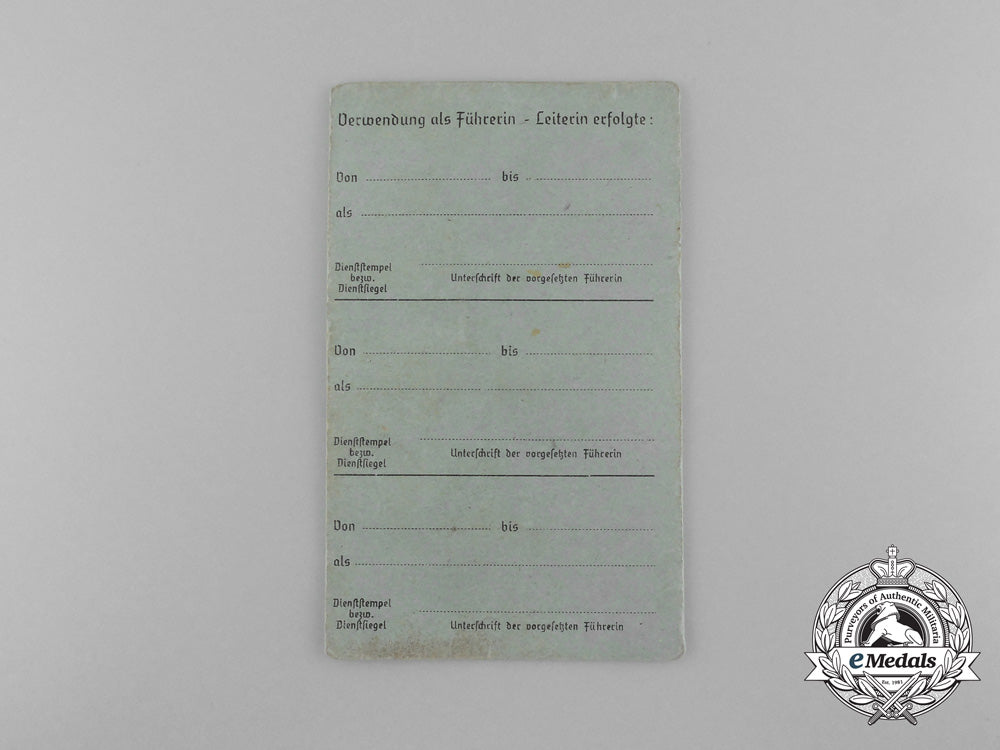 Verwendung als Führerin - Leiterin erfolgte:
Von bis
als
Dienststempel
bezw.
Dienstsiegel
Unterschrift der vorgesetzten Führerin
Von bis
als
Dienststempel
bezw.
Dienstsiegel
Unterschrift der vorgesetzten Führerin
Von bis
als
Dienststempel
bezw.
Dienstsiegel
Unterschrift der vorgesetzten Führerin
Purveyors of Authentic Militaria
eMedals
Est. 1981